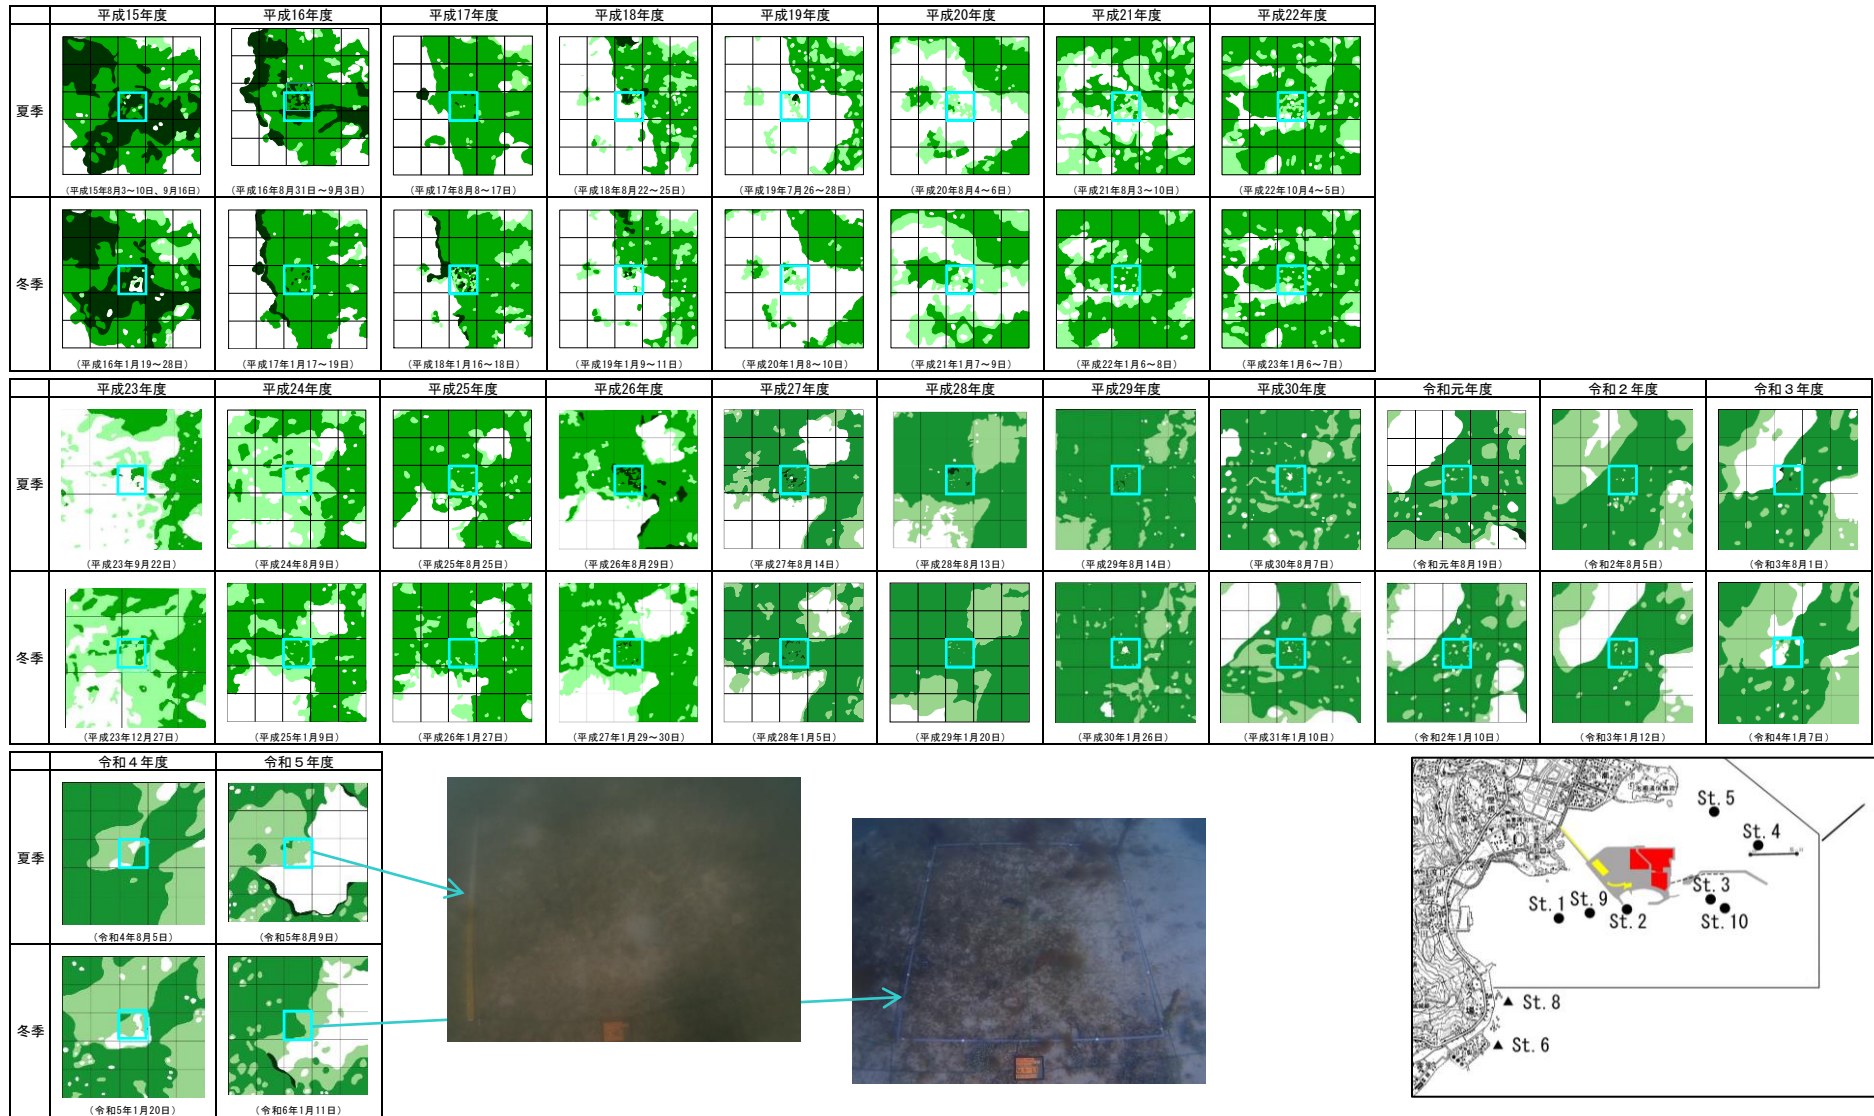 平成15年度 平成16年度 平成17年度 平成18年度 平成19年度 平成20年度 平成21年度 平成22年度
夏季
(平成15年8月3～10日、9月16日) (平成16年8月31日～9月3日) (平成17年8月8～17日) (平成18年8月22～25日) (平成19年7月26～28日) (平成20年8月4～6日) (平成21年8月3～10日) (平成22年10月4～5日)
冬季
(平成16年1月19～28日) (平成17年1月17～19日) (平成18年1月16～18日) (平成19年1月9～11日) (平成20年1月8～10日) (平成21年1月7～9日) (平成22年1月6～8日) (平成23年1月6～7日)
平成23年度 平成24年度 平成25年度 平成26年度 平成27年度 平成28年度 平成29年度 平成30年度 令和元年度 令和２年度 令和３年度
夏季
(平成23年9月22日) (平成24年8月9日) (平成25年8月25日) (平成26年8月29日) (平成27年8月14日) (平成28年8月13日) (平成29年8月14日) (平成30年8月7日) (令和元年8月19日) (令和2年8月5日) (令和3年8月1日)
冬季
(平成23年12月27日) (平成25年1月9日) (平成26年1月27日) (平成27年1月29～30日) (平成28年1月5日) (平成29年1月20日) (平成30年1月26日) (平成31年1月10日) (令和2年1月10日) (令和3年1月12日) (令和4年1月7日)
令和４年度 令和５年度
夏季
(令和4年8月5日) (令和5年8月9日)
冬季
(令和5年1月20日) (令和6年1月11日)
St.5
St.4
St.3
St.1 St.9 St.2 St.10
St.8
St.6